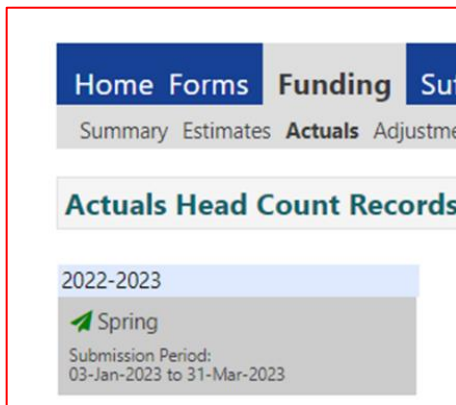 Home Forms Funding
Summary Estimates Actuals
Actuals Head Count Records
2022-2023
Spring
Submission Period:
03-Jan-2023 to 31-Mar-2023